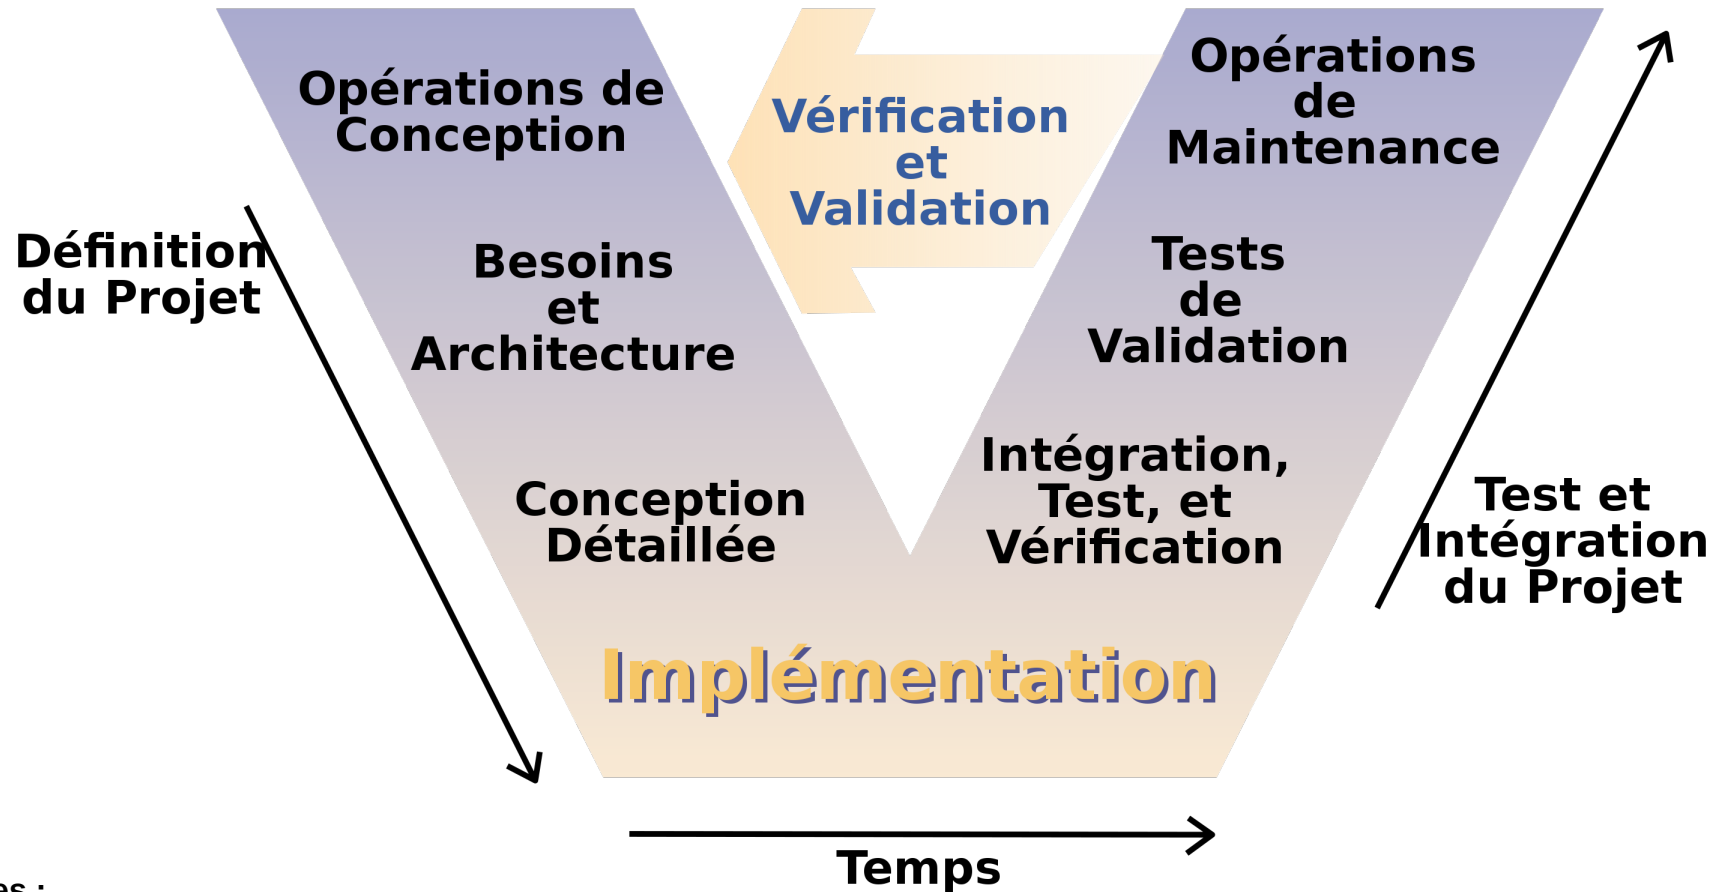 Opérations de
Conception
Vérification
et
Validation
Opérations
de
Maintenance
Définition
du Projet
Besoins
et
Architecture
Tests
de
Validation
Conception
Détaillée
Intégration,
Test, et
Vérification
Test et
Intégration
du Projet
Implémentation
Temps